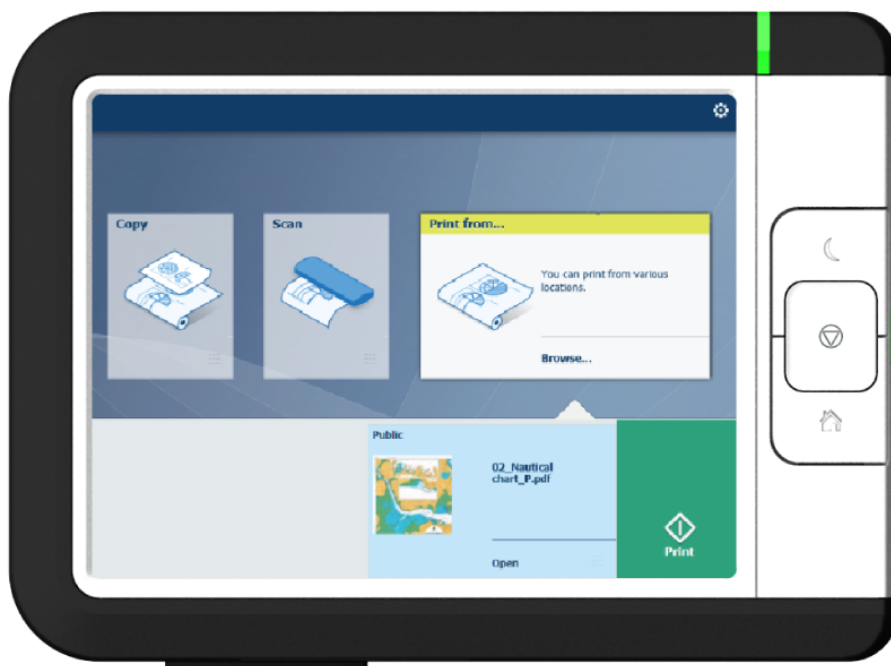 Copy
Scan
Print from...
You can print from various
locations.
Browse...
Public
02_Nautical
chart_P.pdf
Open
Print